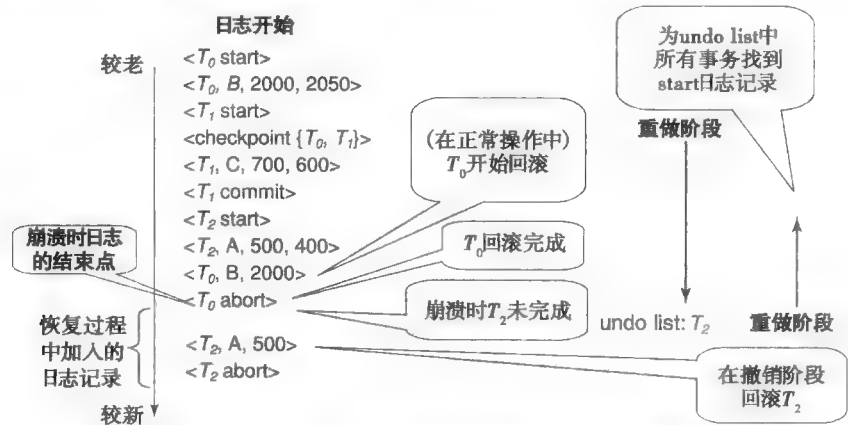 日志开始
较老
<T₀ start>
<T₀, B, 2000, 2050>
<T₁ start>
<checkpoint {T₀, T₁}>
<T₁, C, 700, 600>
<T₁ commit>
<T₂ start>
<T₂, A, 500, 400>
<T₀, B, 2000>
<T₀ abort>
<T₂, A, 500>
<T₂ abort>
较新
崩溃时日志
的结束点
恢复过程
中加入的
日志记录
(在正常操作中)
T₀开始回滚
T₀回滚完成
崩溃时T₂未完成
为undo list中
所有事务找到
start日志记录
重做阶段
undo list: T₂
重做阶段
在撤销阶段
回滚T₂